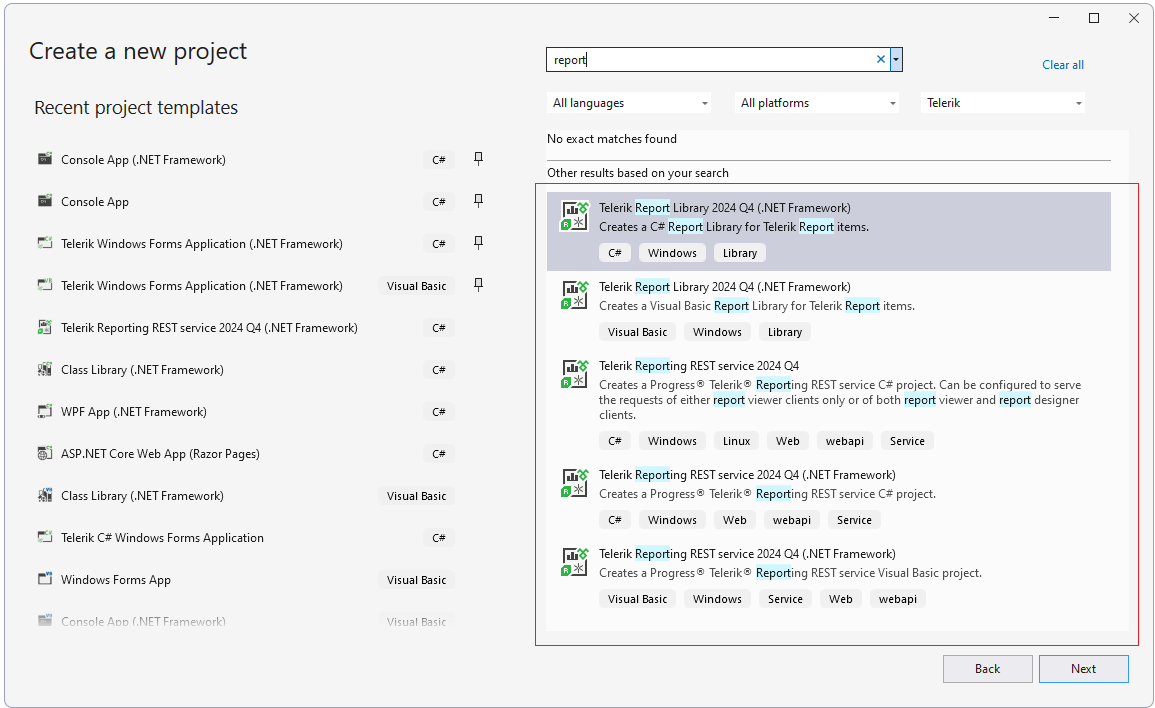 Create a new project
Recent project templates
Console App (.NET Framework) C#
Console App C#
Telerik Windows Forms Application (.NET Framework) C#
Telerik Windows Forms Application (.NET Framework) Visual Basic
Telerik Reporting REST service 2024 Q4 (.NET Framework) C#
Class Library (.NET Framework) C#
WPF App (.NET Framework) C#
ASP.NET Core Web App (Razor Pages) C#
Class Library (.NET Framework) Visual Basic
Telerik C# Windows Forms Application C#
Windows Forms App Visual Basic
Console App (.NET Framework) Visual Basic
report
Clear all
All languages All platforms Telerik
No exact matches found
Other results based on your search
Telerik Report Library 2024 Q4 (.NET Framework)
Creates a C# Report Library for Telerik Report items.
C# Windows Library
Telerik Report Library 2024 Q4 (.NET Framework)
Creates a Visual Basic Report Library for Telerik Report items.
Visual Basic Windows Library
Telerik Reporting REST service 2024 Q4
Creates a Progress® Telerik® Reporting REST service C# project. Can be configured to serve
the requests of either report viewer clients only or of both report viewer and report designer
clients.
C# Windows Linux Web webapi Service
Telerik Reporting REST service 2024 Q4 (.NET Framework)
Creates a Progress® Telerik® Reporting REST service C# project.
C# Windows Web webapi Service
Telerik Reporting REST service 2024 Q4 (.NET Framework)
Creates a Progress® Telerik® Reporting REST service Visual Basic project.
Visual Basic Windows Service Web webapi
Back Next